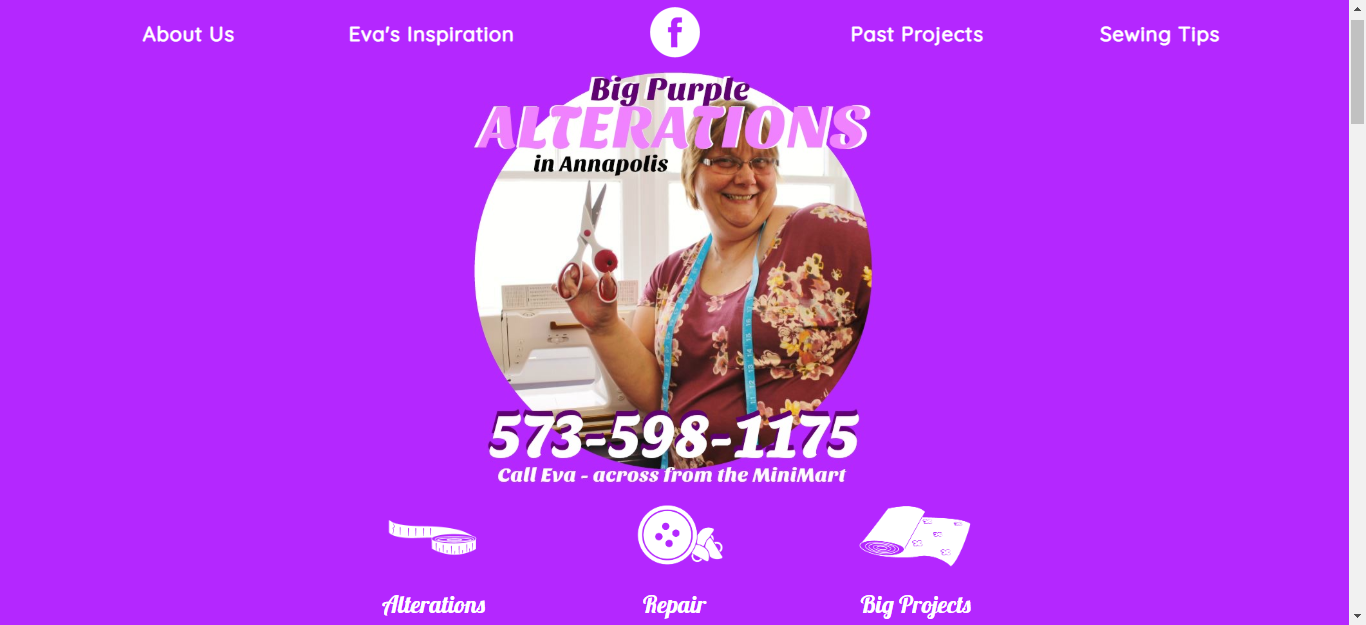 About Us Eva's Inspiration f Past Projects Sewing Tips
Big Purple
ALTERATIONS
in Annapolis
573-598-1175
Call Eva - across from the MiniMart
Alterations Repair Big Projects